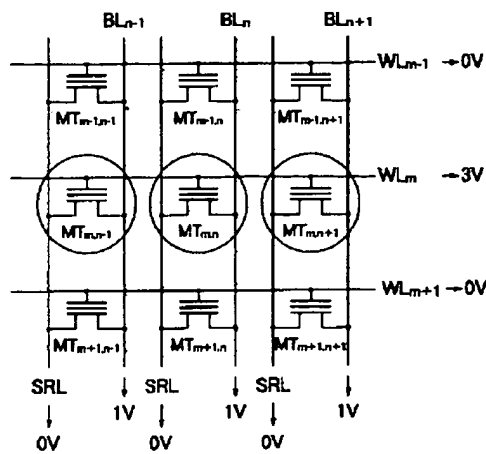 BLn-1 BLn BLn+1
WLm-1 →0V
MTm-1,n-1 MTm-1,n MTm-1,n+1
WLm →3V
MTm,n-1 MTm,n MTm,n+1
WLm+1 →0V
MTm+1,n-1 MTm+1,n MTm+1,n+1
SRL SRL SRL
1V 1V 1V
0V 0V 0V